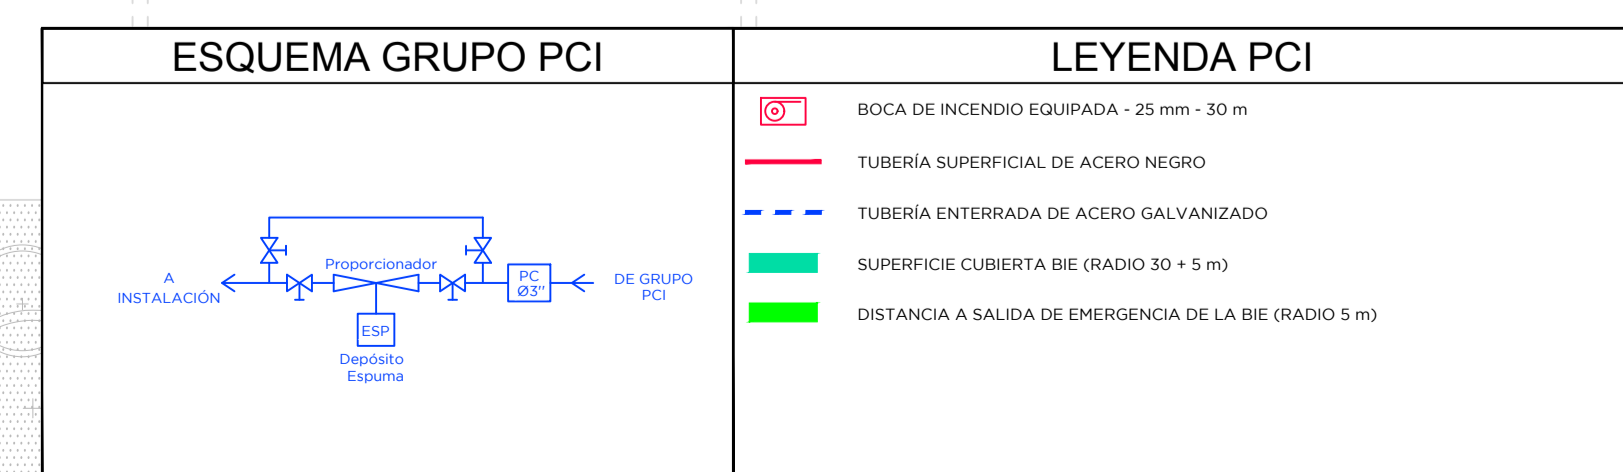 ESQUEMA GRUPO PCI
LEYENDA PCI
BOCA DE INCENDIO EQUIPADA - 25 mm - 30 m
TUBERÍA SUPERFICIAL DE ACERO NEGRO
TUBERÍA ENTERRADA DE ACERO GALVANIZADO
SUPERFICIE CUBIERTA BIE (RADIO 30 + 5 m)
DISTANCIA A SALIDA DE EMERGENCIA DE LA BIE (RADIO 5 m)
A
INSTALACIÓN
Proporcionador
PC
Ø3''
DE GRUPO
PCI
ESP
Depósito
Espuma